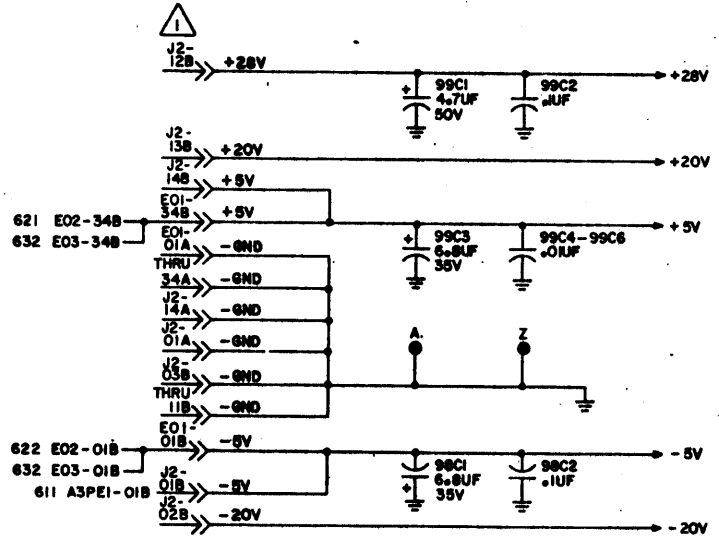 1
J2-
12B +28V
99C1
4.7UF
50V
99C2
.1UF
+28V
J2-
13B +20V
+20V
J2-
14B +5V
E01-
34B +5V
621 E02-34B
632 E03-34B
+5V
99C3
6.8UF
35V
99C4-99C6
.01UF
E01-
01A -GND
THRU
34A -GND
J2-
14A -GND
J2-
01A -GND
J2-
03B -GND
THRU
11B -GND
A.
Z
E01-
01B -5V
622 E02-01B
632 E03-01B
-5V
98C1
6.8UF
35V
98C2
.1UF
J2-
611 A3PE1-01B 01B -5V
J2-
02B -20V
-20V